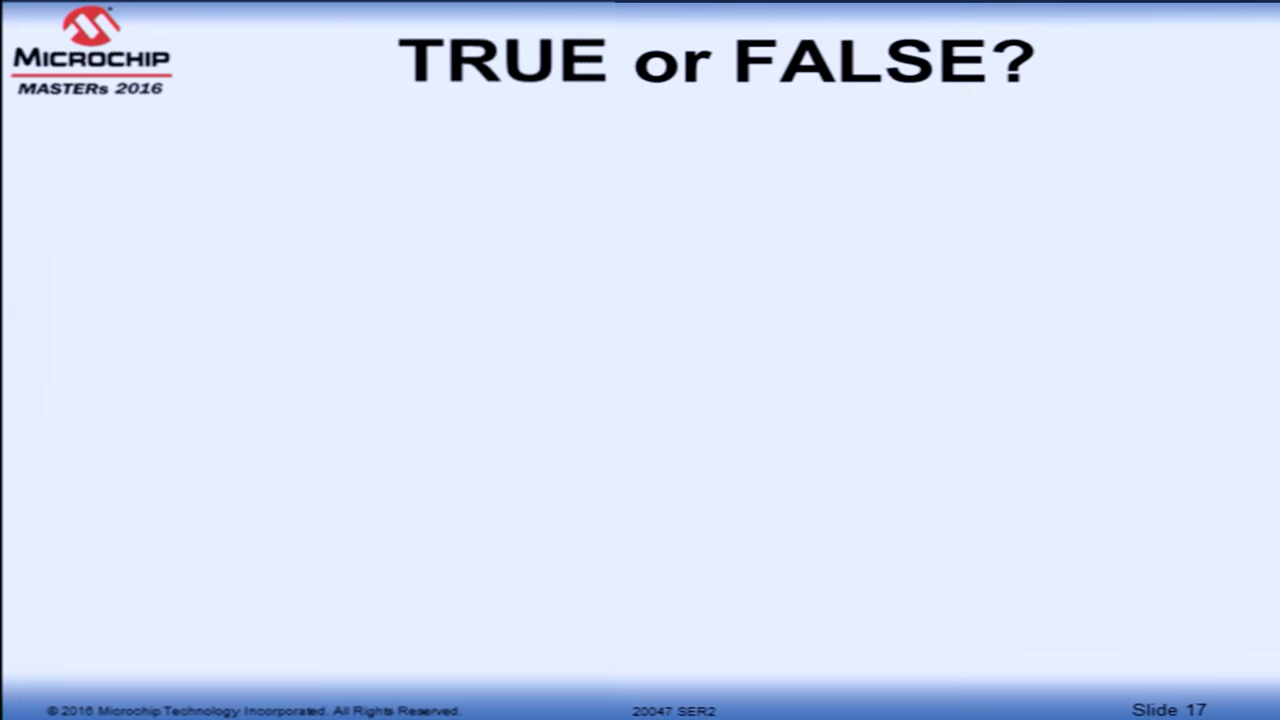 MICROCHIP
MASTERs 2016
TRUE or FALSE?
© 2016 Microchip Technology Incorporated. All Rights Reserved.
20047 SER2
Slide 17